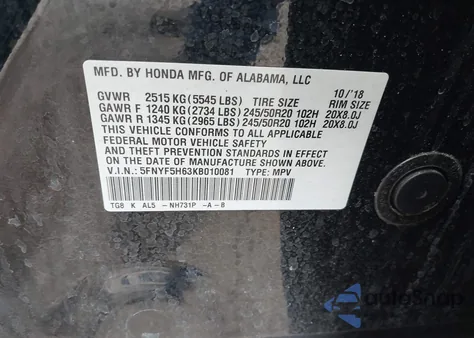 MFD. BY HONDA MFG. OF ALABAMA, LLC
10/'18
GVWR 2515 KG (5545 LBS) TIRE SIZE RIM SIZE
GAWR F 1240 KG (2734 LBS) 245/50R20 102H 20X8.0J
GAWR R 1345 KG (2965 LBS) 245/50R20 102H 20X8.0J
THIS VEHICLE CONFORMS TO ALL APPLICABLE
FEDERAL MOTOR VEHICLE SAFETY
AND THEFT PREVENTION STANDARDS IN EFFECT
ON THE DATE OF MANUFACTURE SHOWN ABOVE.
V.I.N.: 5FNYF5H63KB010081 TYPE: MPV
TG8 K AL5 -NH731P -A-B
autoSnap